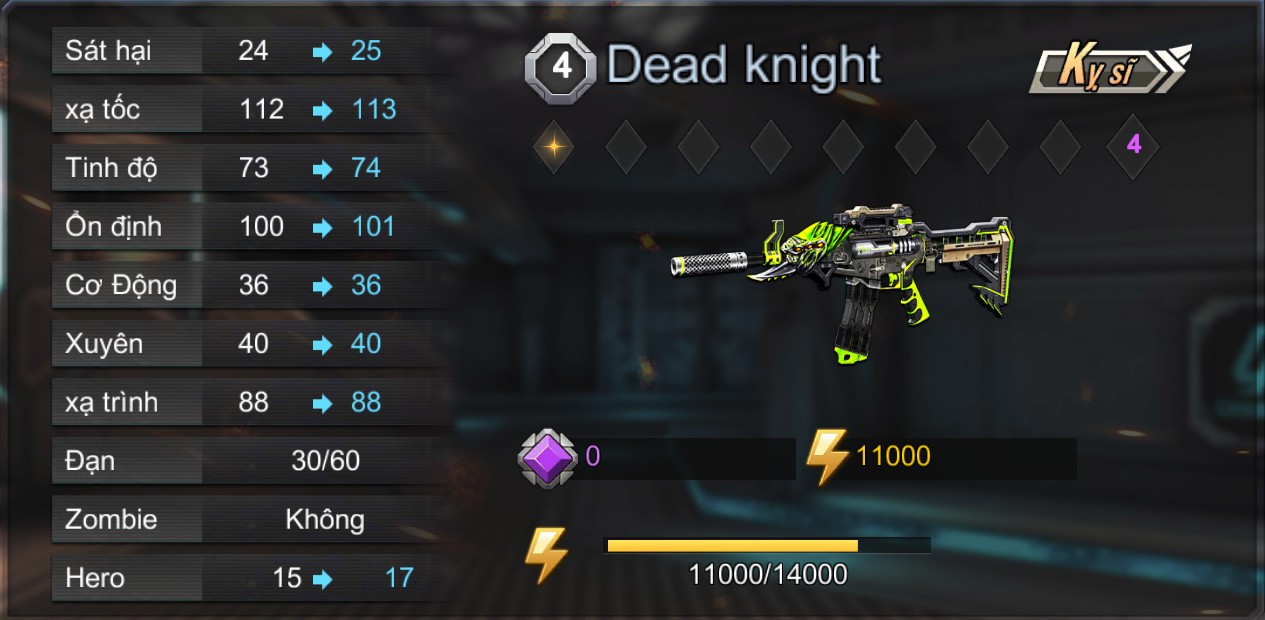 Sát hại 24 25
xạ tốc 112 113
Tinh độ 73 74
Ổn định 100 101
Cơ Động 36 36
Xuyên 40 40
xạ trình 88 88
Đạn 30/60
Zombie Không
Hero 15 17
4 Dead knight
Kỵ sĩ
4
0 11000
11000/14000